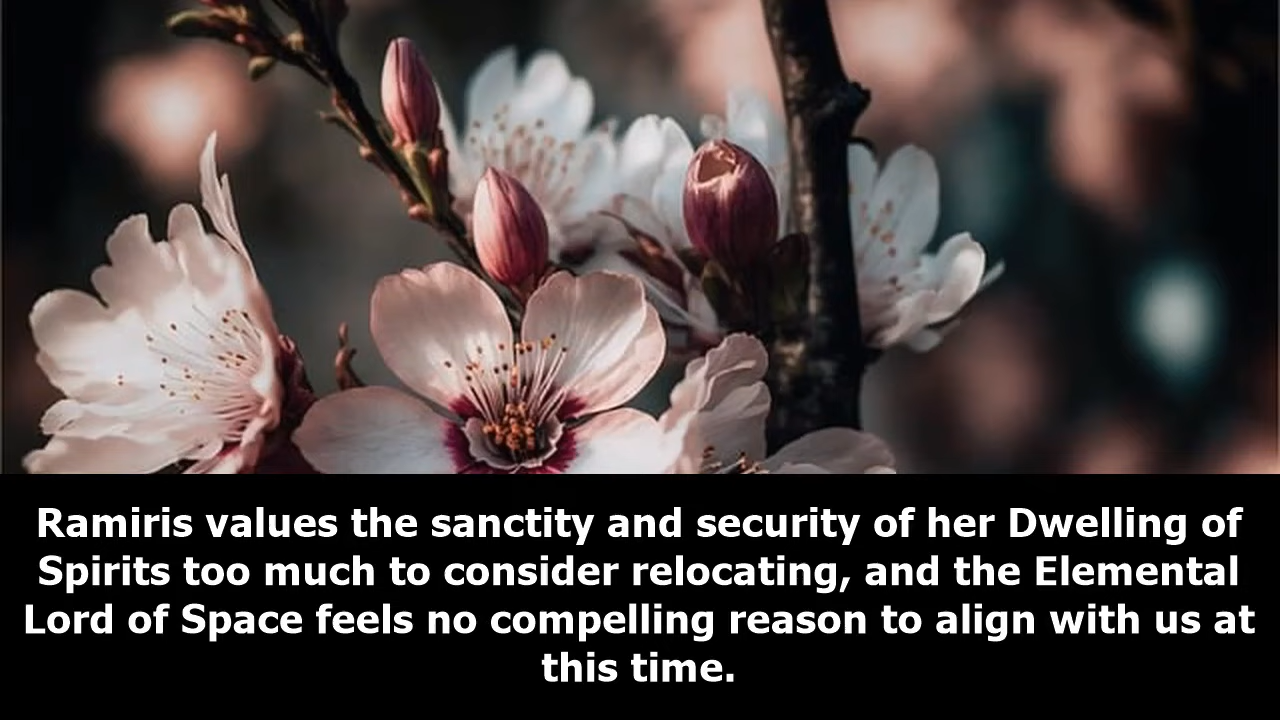 Ramiris values the sanctity and security of her Dwelling of
Spirits too much to consider relocating, and the Elemental
Lord of Space feels no compelling reason to align with us at
this time.